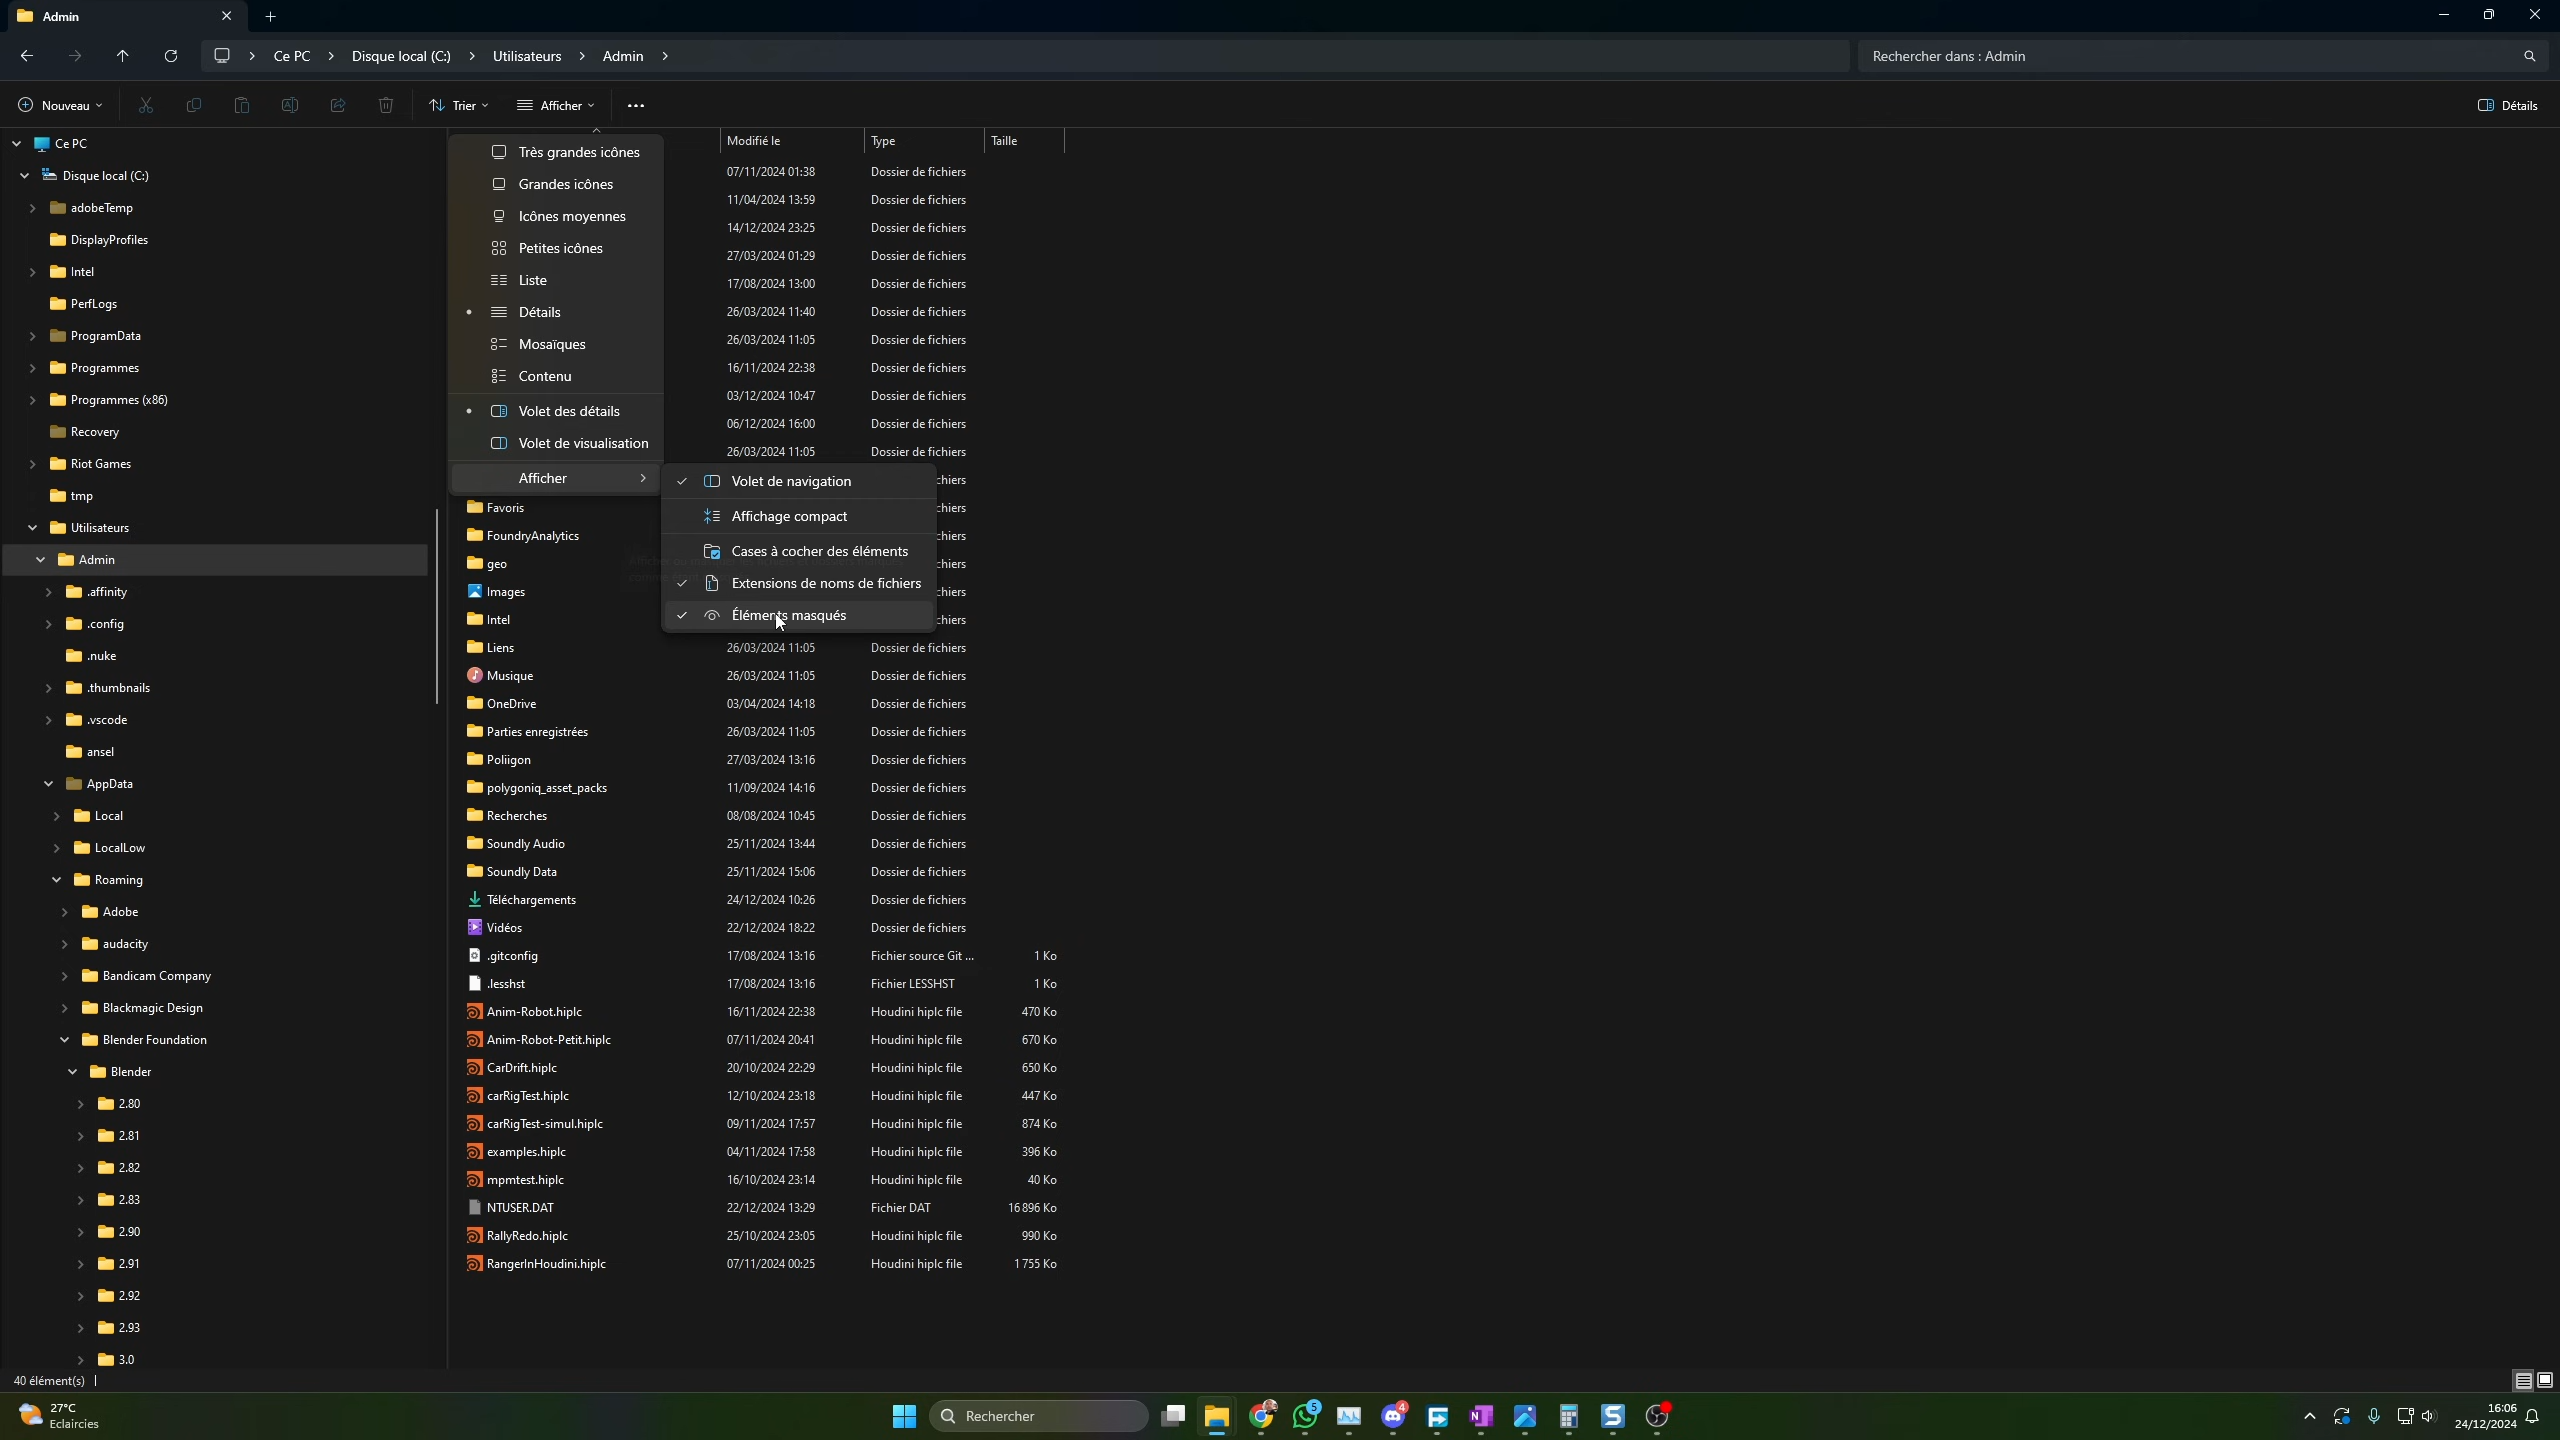 Admin
Ce PC > Disque local (C:) > Utilisateurs > Admin >
Rechercher dans : Admin
Nouveau
Trier
Afficher
Détails
Ce PC
Disque local (C:)
adobeTemp
DisplayProfiles
Intel
PerfLogs
ProgramData
Programmes
Programmes (x86)
Recovery
Riot Games
tmp
Utilisateurs
Admin
.affinity
.config
.nuke
.thumbnails
.vscode
ansel
AppData
Local
LocalLow
Roaming
Adobe
audacity
Bandicam Company
Blackmagic Design
Blender Foundation
Blender
2.80
2.81
2.82
2.83
2.90
2.91
2.92
2.93
3.0
Très grandes icônes
Grandes icônes
Icônes moyennes
Petites icônes
Liste
Détails
Mosaïques
Contenu
Volet des détails
Volet de visualisation
Afficher
Volet de navigation
Affichage compact
Cases à cocher des éléments
Extensions de noms de fichiers
Éléments masqués
Modifié le Type Taille
07/11/2024 01:38 Dossier de fichiers
11/04/2024 13:59 Dossier de fichiers
14/12/2024 23:25 Dossier de fichiers
27/03/2024 01:29 Dossier de fichiers
17/08/2024 13:00 Dossier de fichiers
26/03/2024 11:40 Dossier de fichiers
26/03/2024 11:05 Dossier de fichiers
16/11/2024 22:38 Dossier de fichiers
03/12/2024 10:47 Dossier de fichiers
06/12/2024 16:00 Dossier de fichiers
26/03/2024 11:05 Dossier de fichiers
chiers
Favoris chiers
FoundryAnalytics chiers
geo chiers
Images chiers
Intel chiers
Liens 26/03/2024 11:05 Dossier de fichiers
Musique 26/03/2024 11:05 Dossier de fichiers
OneDrive 03/04/2024 14:18 Dossier de fichiers
Parties enregistrées 26/03/2024 11:05 Dossier de fichiers
Poliigon 27/03/2024 13:16 Dossier de fichiers
polygoniq_asset_packs 11/09/2024 14:16 Dossier de fichiers
Recherches 08/08/2024 10:45 Dossier de fichiers
Soundly Audio 25/11/2024 13:44 Dossier de fichiers
Soundly Data 25/11/2024 15:06 Dossier de fichiers
Téléchargements 24/12/2024 10:26 Dossier de fichiers
Vidéos 22/12/2024 18:22 Dossier de fichiers
.gitconfig 17/08/2024 13:16 Fichier source Git ... 1 Ko
.lesshst 17/08/2024 13:16 Fichier LESSHST 1 Ko
Anim-Robot.hiplc 16/11/2024 22:38 Houdini hiplc file 470 Ko
Anim-Robot-Petit.hiplc 07/11/2024 20:41 Houdini hiplc file 670 Ko
CarDrift.hiplc 20/10/2024 22:29 Houdini hiplc file 650 Ko
carRigTest.hiplc 12/10/2024 23:18 Houdini hiplc file 447 Ko
carRigTest-simul.hiplc 09/11/2024 17:57 Houdini hiplc file 874 Ko
examples.hiplc 04/11/2024 17:58 Houdini hiplc file 396 Ko
mpmtest.hiplc 16/10/2024 23:14 Houdini hiplc file 40 Ko
NTUSER.DAT 22/12/2024 13:29 Fichier DAT 16 896 Ko
RallyRedo.hiplc 25/10/2024 23:05 Houdini hiplc file 990 Ko
RangerInHoudini.hiplc 07/11/2024 00:25 Houdini hiplc file 1 755 Ko
40 élément(s)
27°C
Eclaircies
Rechercher
5
4
16:06
24/12/2024